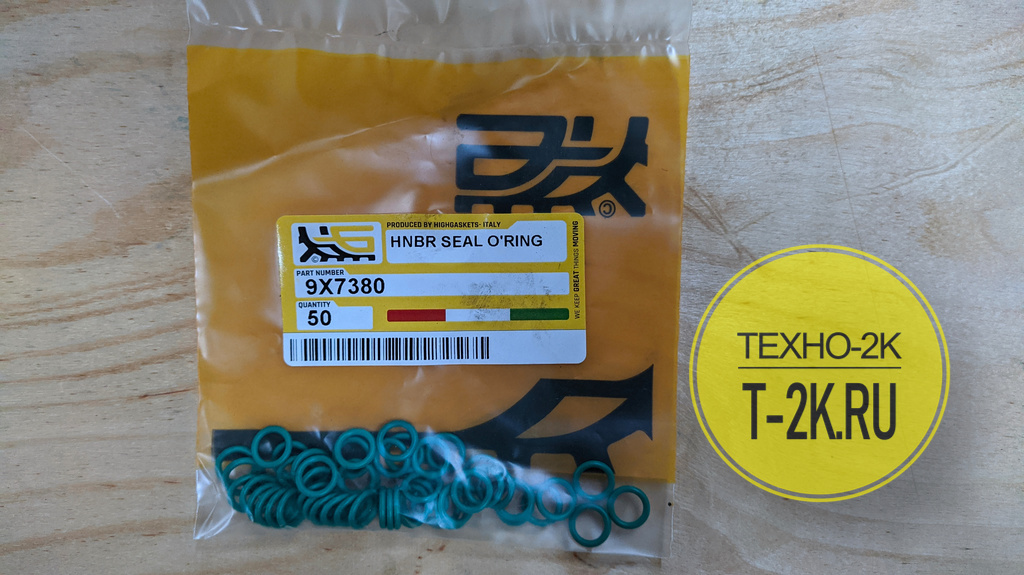 ©
PRODUCED BY HIGHGASKETS- ITALY
HNBR SEAL O'RING
PART NUMBER
9X7380
QUANTITY
50
WE KEEP GREAT THINGS MOVING
©
ТЕХНО-2К
T-2K.RU